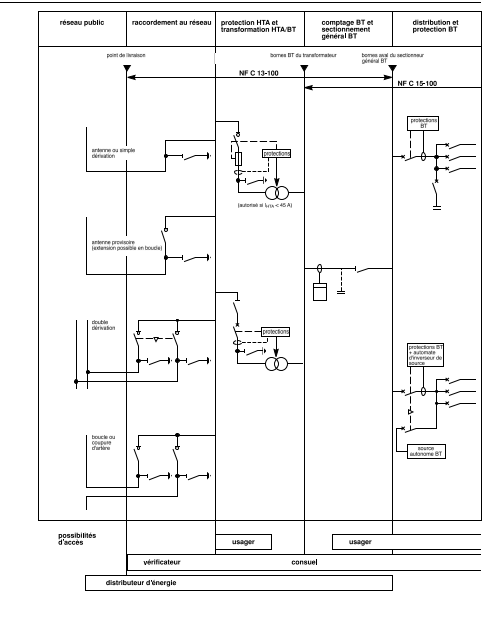 réseau public
raccordement au réseau
protection HTA et
transformation HTA/BT
comptage BT et
sectionnement
général BT
distribution et
protection BT
point de livraison
bornes BT du transformateur
bornes aval du sectionneur
général BT
NF C 13-100
NF C 15-100
antenne ou simple
dérivation
protections
(autorisé si IHTA < 45 A)
protections
BT
antenne provisoire
(extension possible en boucle)
double
dérivation
protections
protections BT
+ automate
d'inverseur de
source
boucle ou
coupure
d'artère
source
autonome BT
possibilités
d'accès
usager
usager
vérificateur
consuel
distributeur d'énergie